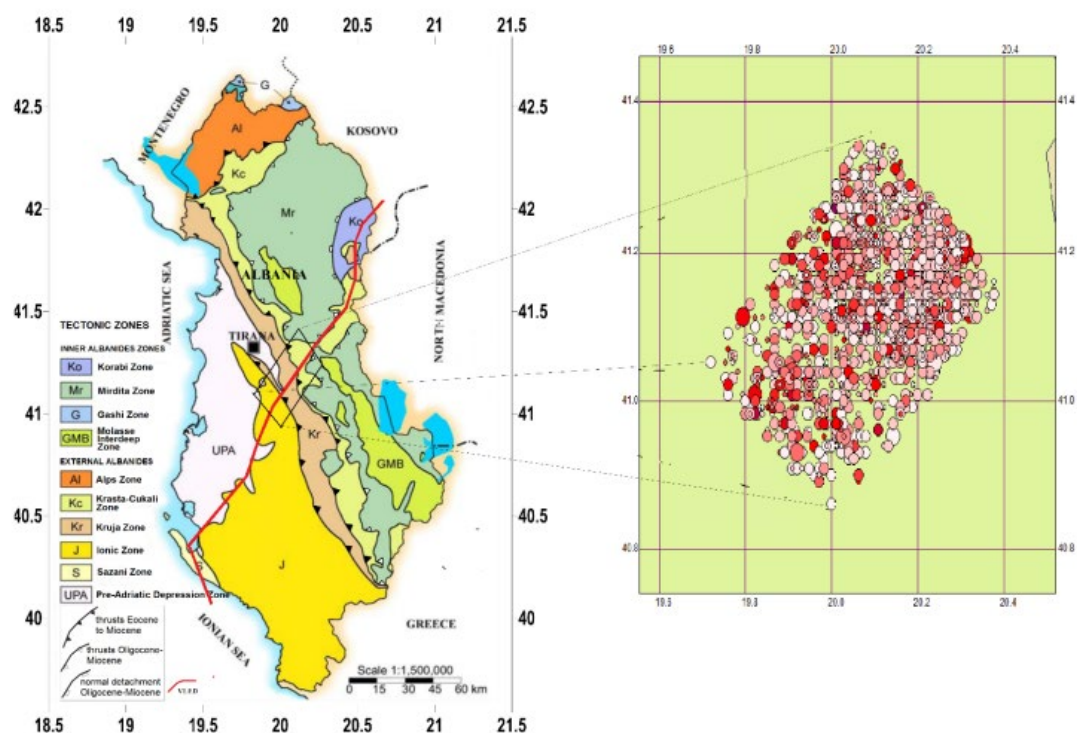 18.5 19 19.5 20 20.5 21 21.5
42.5
42
41.5
41
40.5
40
18.5 19 19.5 20 20.5 21 21.5
42.5
42
41.5
41
40.5
40
G
MONTENEGRO
KOSOVO
Al
Kc
Mr
Ko
ALBANIA
ADRIATIC SEA
NORTH MACEDONIA
TIRANA
UPA
Kr
GMB
J
S
IONIAN SEA
GREECE
TECTONIC ZONES
INNER ALBANIDES ZONES
Ko Korabi Zone
Mr Mirdita Zone
G Gashi Zone
GMB Molasse
Interdeep
Zone
EXTERNAL ALBANIDES
Al Alps Zone
Kc Krasta-Cukali
Zone
Kr Kruja Zone
J Ionic Zone
S Sazani Zone
UPA Pre-Adriatic Depression Zone
thrusts Eocene
to Miocene
thrusts Oligocene-
Miocene
normal detachment
Oligocene-Miocene
VLED
Scale 1:1,500,000
0 15 30 45 60 km
19.6 19.8 20.0 20.2 20.4
41.4 41.4
41.2 41.2
41.0 41.0
40.8 40.8
19.6 19.8 20.0 20.2 20.4